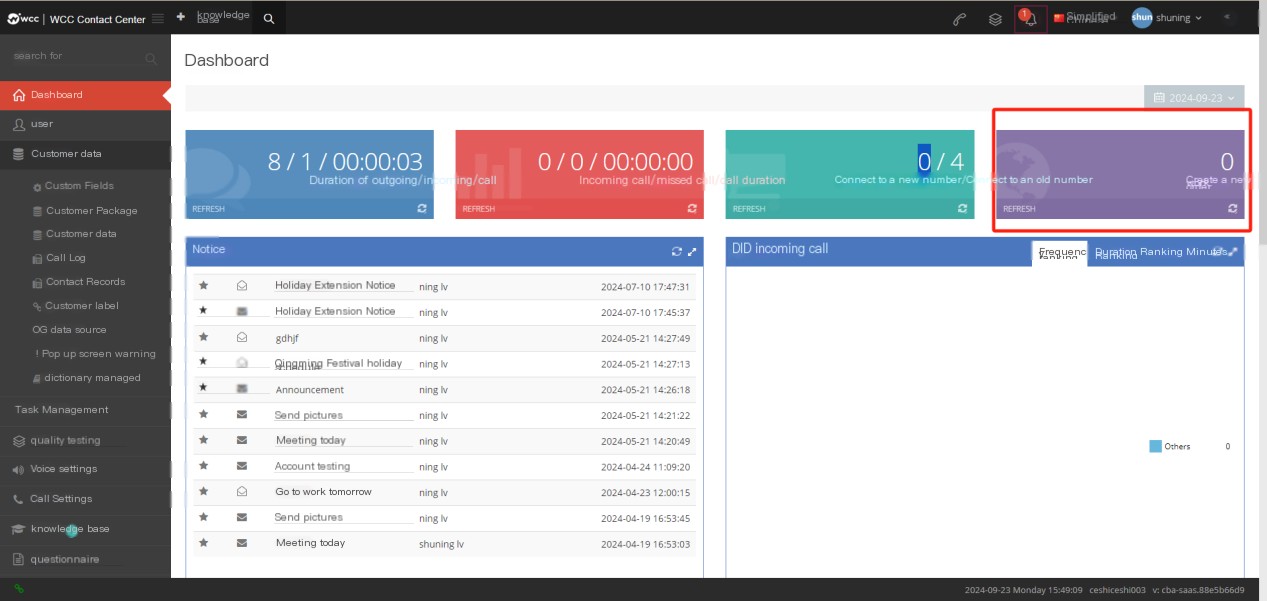 wcc | WCC Contact Center
knowledge
base
1
Simplified
shun shuning
search for
Dashboard
user
Customer data
Custom Fields
Customer Package
Customer data
Call Log
Contact Records
Customer label
OG data source
! Pop up screen warning
dictionary managed
Task Management
quality testing
Voice settings
Call Settings
knowledge base
questionnaire
Dashboard
2024-09-23
8 / 1 / 00:00:03
Duration of outgoing/incoming/call
REFRESH
0 / 0 / 00:00:00
Incoming call/missed call/call duration
REFRESH
0 / 4
Connect to a new number/Connect to an old number
REFRESH
0
Create a new
REFRESH
Notice
Holiday Extension Notice ning lv 2024-07-10 17:47:31
Holiday Extension Notice ning lv 2024-07-10 17:45:37
gdhjf ning lv 2024-05-21 14:27:49
Qingming Festival holiday
schedule ning lv 2024-05-21 14:27:13
Announcement ning lv 2024-05-21 14:26:18
Send pictures ning lv 2024-05-21 14:21:22
Meeting today ning lv 2024-05-21 14:20:49
Account testing ning lv 2024-04-24 11:09:20
Go to work tomorrow ning lv 2024-04-23 12:00:15
Send pictures ning lv 2024-04-19 16:53:45
Meeting today shuning lv 2024-04-19 16:53:03
DID incoming call
Frequenc
ranking
Duration Ranking Minutes
Ranking
Others 0
2024-09-23 Monday 15:49:09 ceshiceshi003 v: cba-saas.88e5b66d9